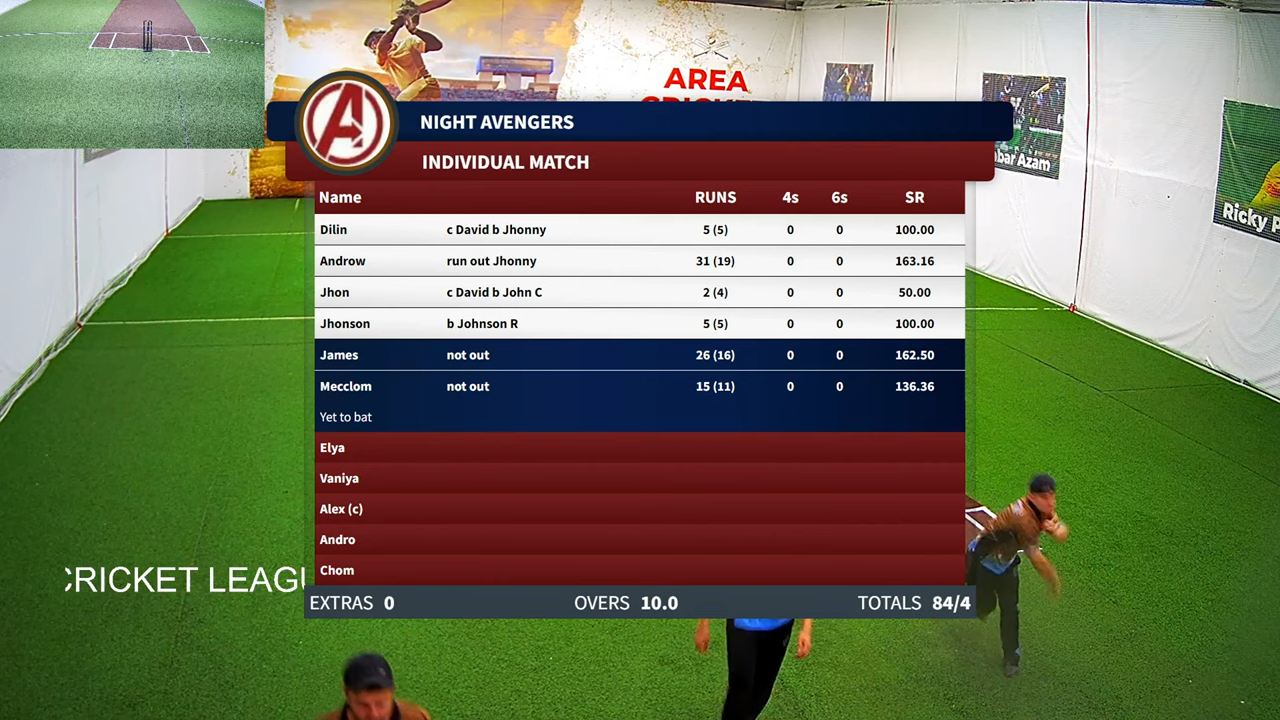 AREA
NIGHT AVENGERS
INDIVIDUAL MATCH
bar Azam
Ricky P
Name RUNS 4s 6s SR
Dilin c David b Jhonny 5 (5) 0 0 100.00
Androw run out Jhonny 31 (19) 0 0 163.16
Jhon c David b John C 2 (4) 0 0 50.00
Jhonson b Johnson R 5 (5) 0 0 100.00
James not out 26 (16) 0 0 162.50
Mecclom not out 15 (11) 0 0 136.36
Yet to bat
Elya
Vaniya
Alex (c)
Andro
Chom
CRICKET LEAGU
EXTRAS 0 OVERS 10.0 TOTALS 84/4